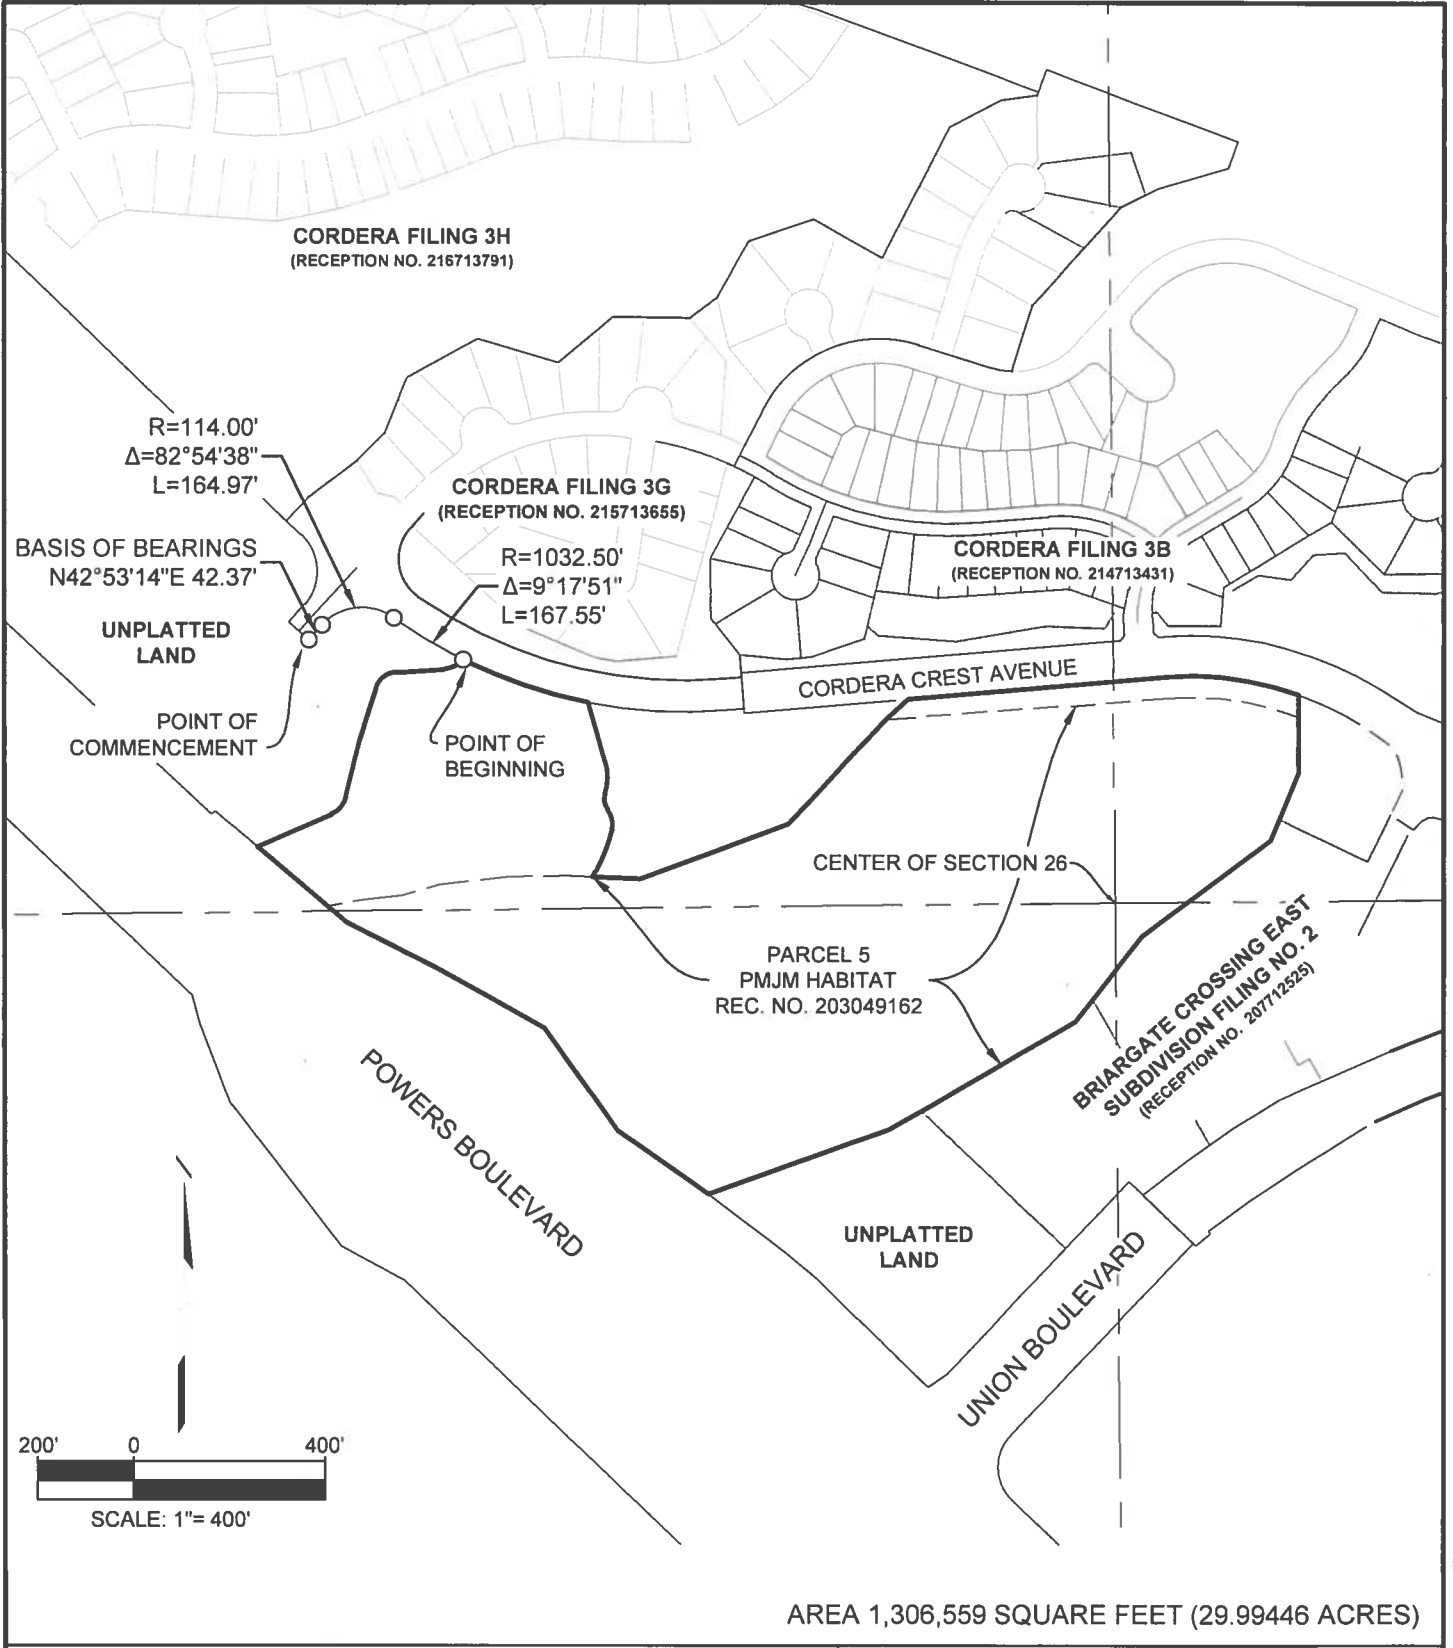 CORDERA FILING 3H
(RECEPTION NO. 216713791)
R=114.00'
Δ=82°54'38"
L=164.97'
CORDERA FILING 3G
(RECEPTION NO. 215713655)
BASIS OF BEARINGS
N42°53'14"E 42.37'
R=1032.50'
Δ=9°17'51"
L=167.55'
CORDERA FILING 3B
(RECEPTION NO. 214713431)
UNPLATTED
LAND
CORDERA CREST AVENUE
POINT OF
COMMENCEMENT
POINT OF
BEGINNING
CENTER OF SECTION 26
PARCEL 5
PMJM HABITAT
REC. NO. 203049162
BRIARGATE CROSSING EAST
SUBDIVISION FILING NO. 2
(RECEPTION NO. 207712525)
POWERS BOULEVARD
UNPLATTED
LAND
UNION BOULEVARD
200' 0 400'
SCALE: 1"= 400'
AREA 1,306,559 SQUARE FEET (29.99446 ACRES)